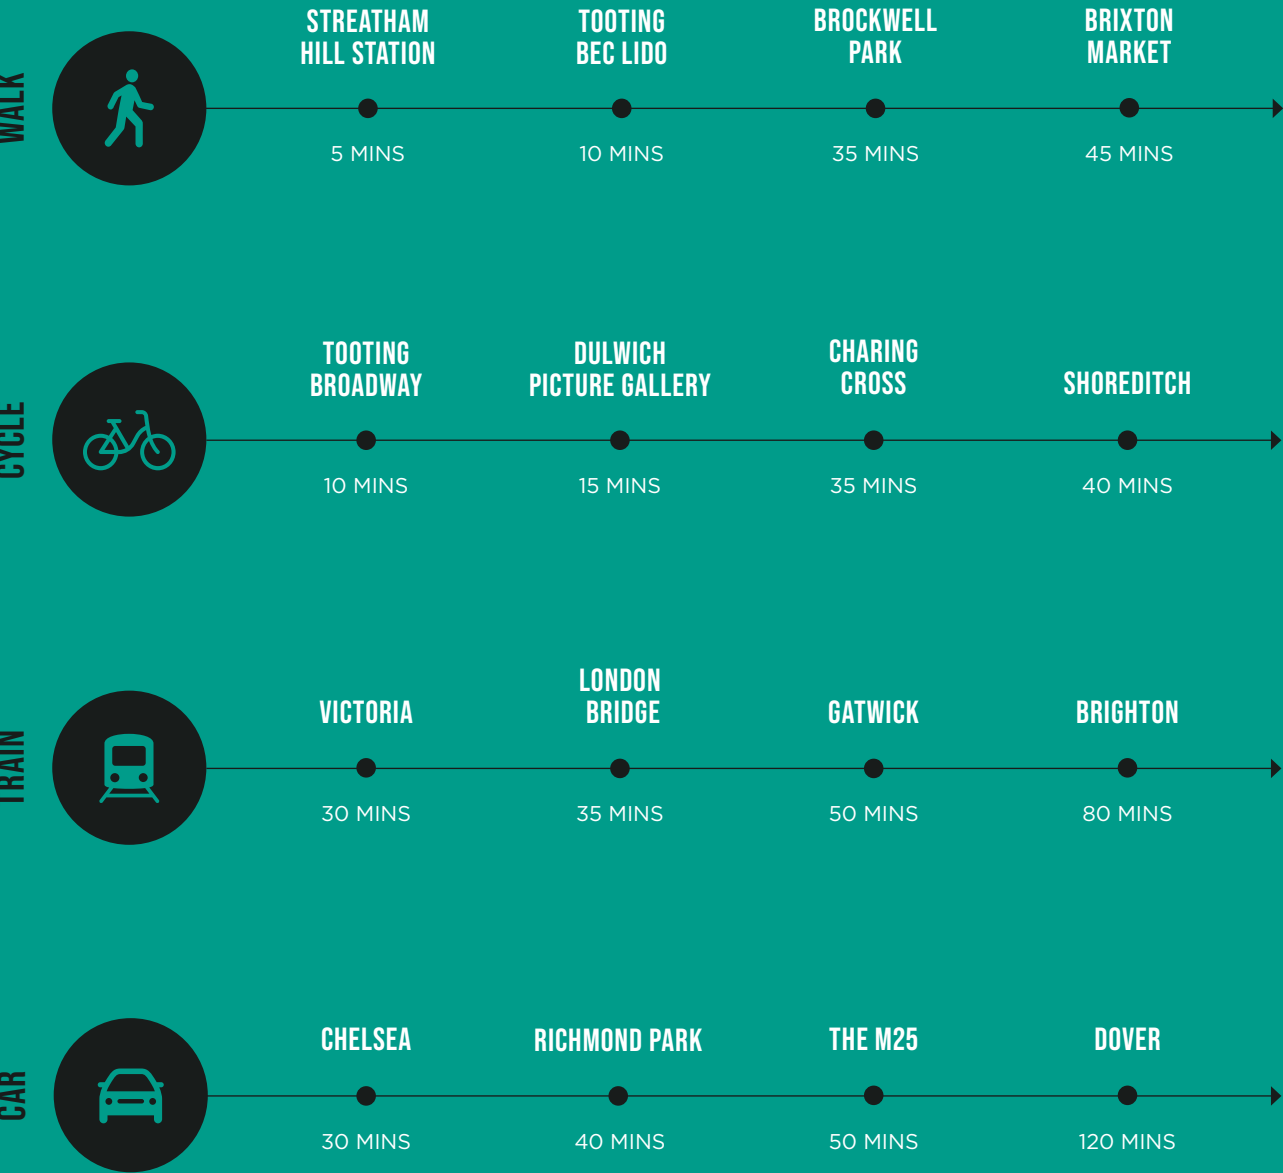 WALK
STREATHAM
HILL STATION
TOOTING
BEC LIDO
BROCKWELL
PARK
BRIXTON
MARKET
5 MINS
10 MINS
35 MINS
45 MINS
CYCLE
TOOTING
BROADWAY
DULWICH
PICTURE GALLERY
CHARING
CROSS
SHOREDITCH
10 MINS
15 MINS
35 MINS
40 MINS
TRAIN
VICTORIA
LONDON
BRIDGE
GATWICK
BRIGHTON
30 MINS
35 MINS
50 MINS
80 MINS
CAR
CHELSEA
RICHMOND PARK
THE M25
DOVER
30 MINS
40 MINS
50 MINS
120 MINS